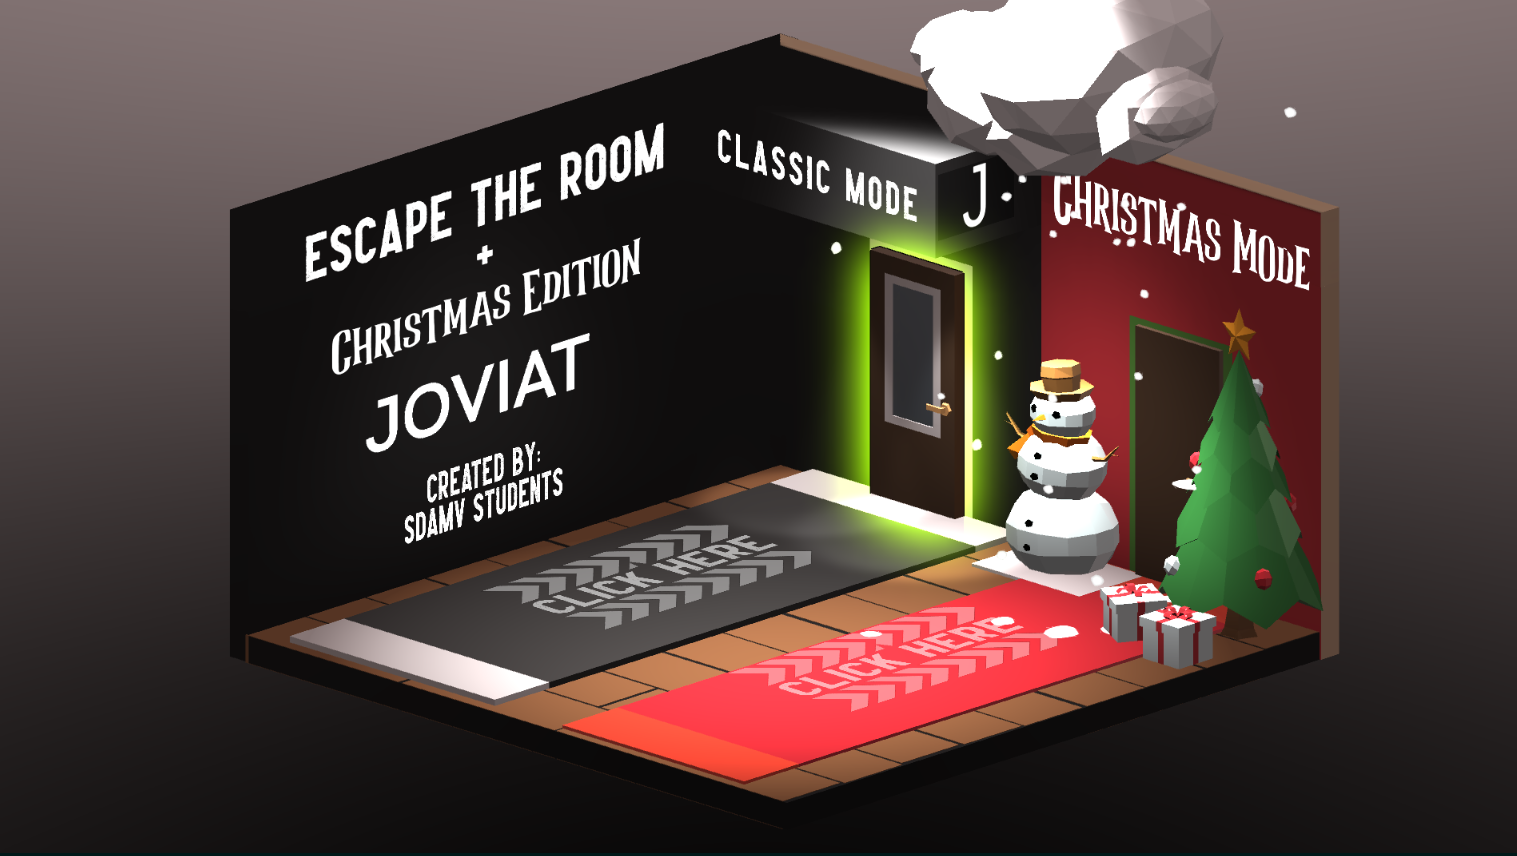 ESCAPE THE ROOM
+
CHRISTMAS EDITION
JOVIAT
CREATED BY:
SDAMV STUDENTS
CLASSIC MODE
J
CHRISTMAS MODE
CLICK HERE
CLICK HERE